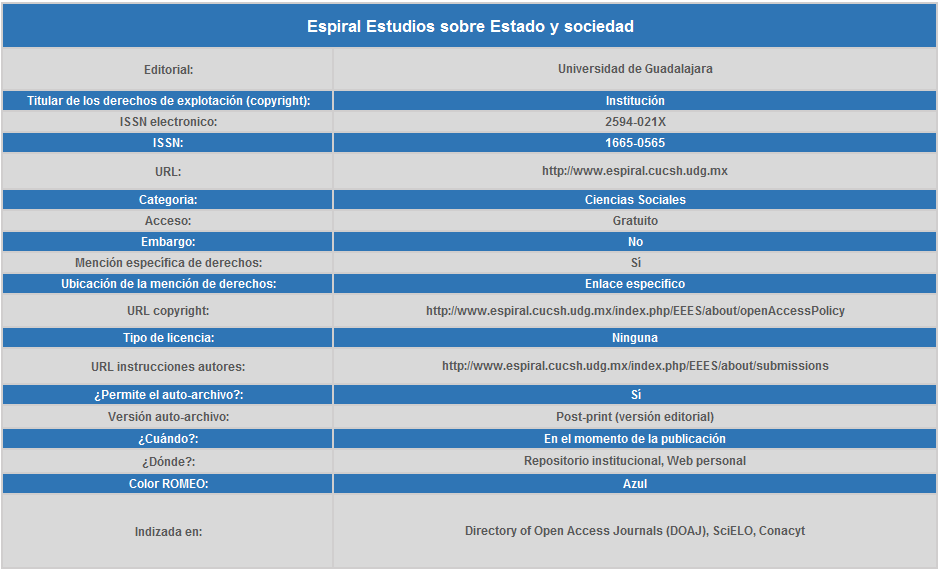 Espiral Estudios sobre Estado y sociedad
Editorial: Universidad de Guadalajara
Titular de los derechos de explotación (copyright): Institución
ISSN electronico: 2594-021X
ISSN: 1665-0565
URL: http://www.espiral.cucsh.udg.mx
Categoria: Ciencias Sociales
Acceso: Gratuito
Embargo: No
Mención especifica de derechos: Si
Ubicación de la mención de derechos: Enlace especifico
URL copyright: http://www.espiral.cucsh.ug.mx/index.php/EEES/about/openAccessPolicy
Tipo de licencia: Ninguna
URL instrucciones autores: http://www.espiral.cucsh.udg.mx/index.php/EEES/about/submissions
¿Permite el auto-archivo?: Sí
Versión auto-archivo: Post-print (versión editorial)
¿Cuándo?: En el momento de la publicación
¿Dónde?: Repositorio institucional, Web personal
Color ROMEO: Azul
Indizada en: Directory of Open Access Journals (DOAJ), SciELO, Conacyt